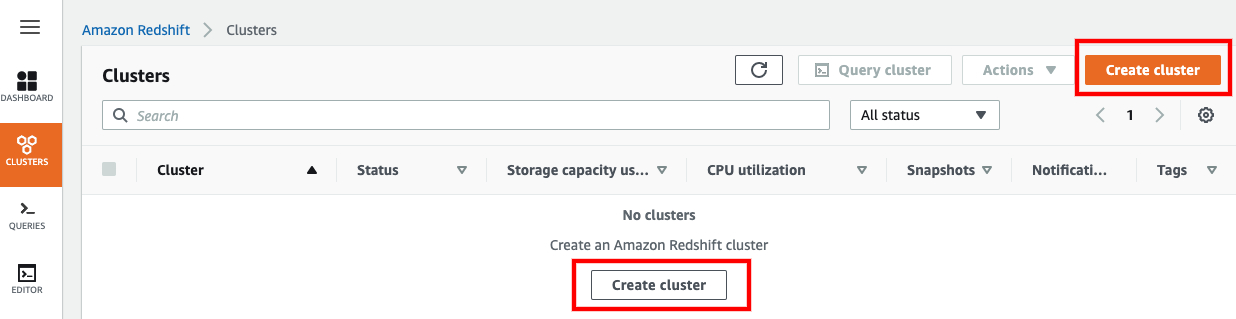 Amazon Redshift
Clusters
Clusters
Query cluster
Actions
Create cluster
Search
All status
1
DASHBOARD
CLUSTERS
QUERIES
EDITOR
Cluster
Status
Storage capacity us...
CPU utilization
Snapshots
Notificati...
Tags
No clusters
Create an Amazon Redshift cluster
Create cluster